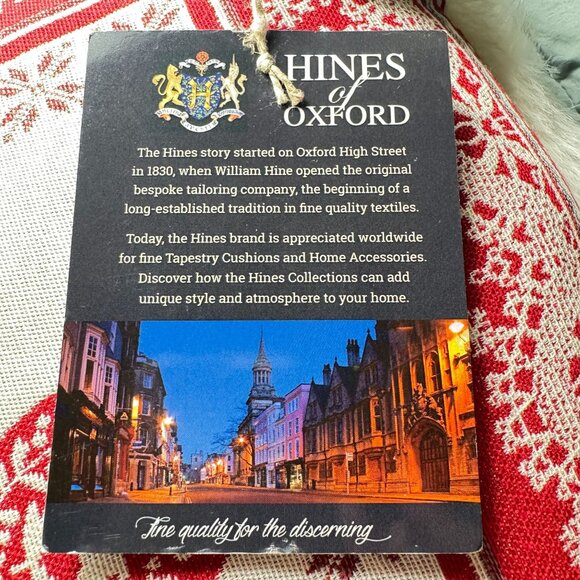 HINES
of
OXFORD
H
The Hines story started on Oxford High Street
in 1830, when William Hine opened the original
bespoke tailoring company, the beginning of a
long-established tradition in fine quality textiles.
Today, the Hines brand is appreciated worldwide
for fine Tapestry Cushions and Home Accessories.
Discover how the Hines Collections can add
unique style and atmosphere to your home.
Fine quality for the discerning